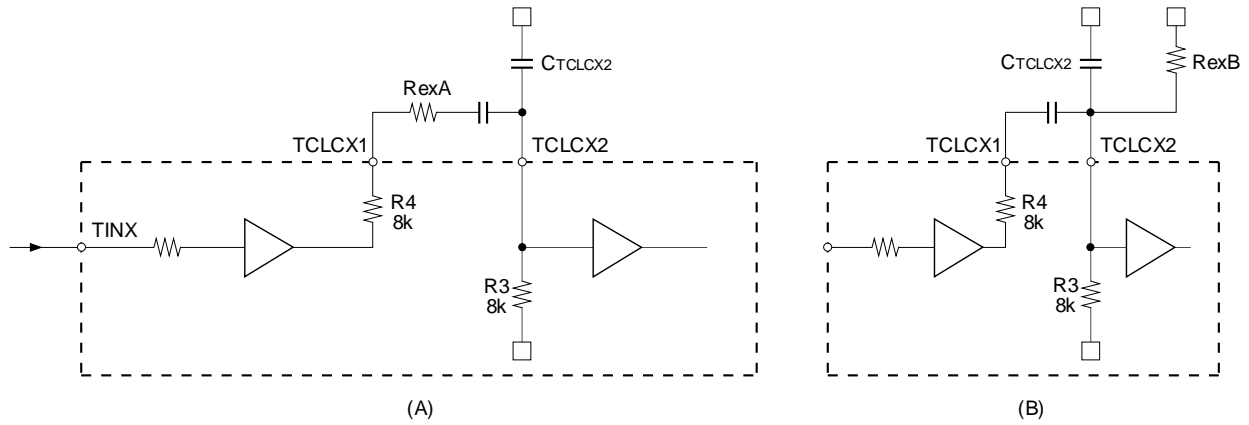 CTCLCX2
RexA
TCLCX1
TCLCX2
R4
8k
TINX
R3
8k
(A)
CTCLCX2
RexB
TCLCX1
TCLCX2
R4
8k
R3
8k
(B)